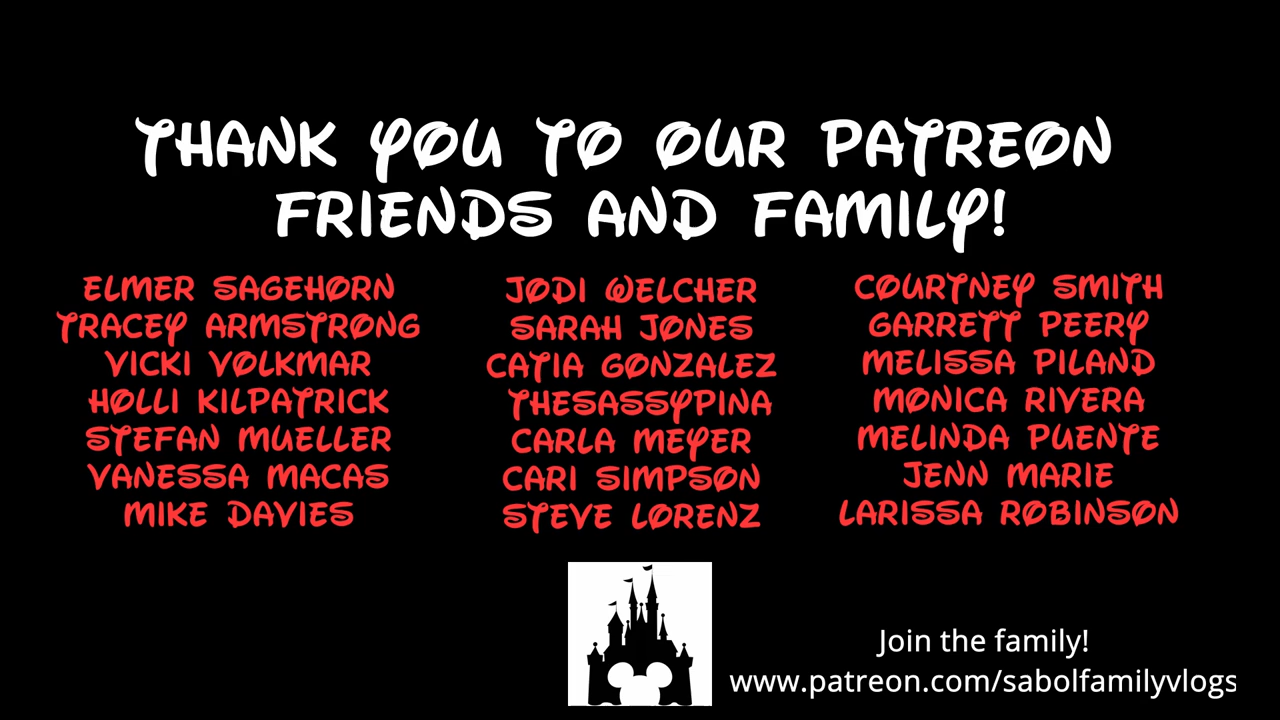 THANK YOU TO OUR PATREON
FRIENDS AND FAMILY!
ELMER SAGEHORN
TRACEY ARMSTRONG
VICKI VOLKMAR
HOLLI KILPATRICK
STEFAN MUELLER
VANESSA MACAS
MIKE DAVIES
JODI WELCHER
SARAH JONES
CATIA GONZALEZ
THESASSYPINA
CARLA MEYER
CARI SIMPSON
STEVE LORENZ
COURTNEY SMITH
GARRETT PEERY
MELISSA PILAND
MONICA RIVERA
MELINDA PUENTE
JENN MARIE
LARISSA ROBINSON
Join the family!
www.patreon.com/sabolfamilyvlogs